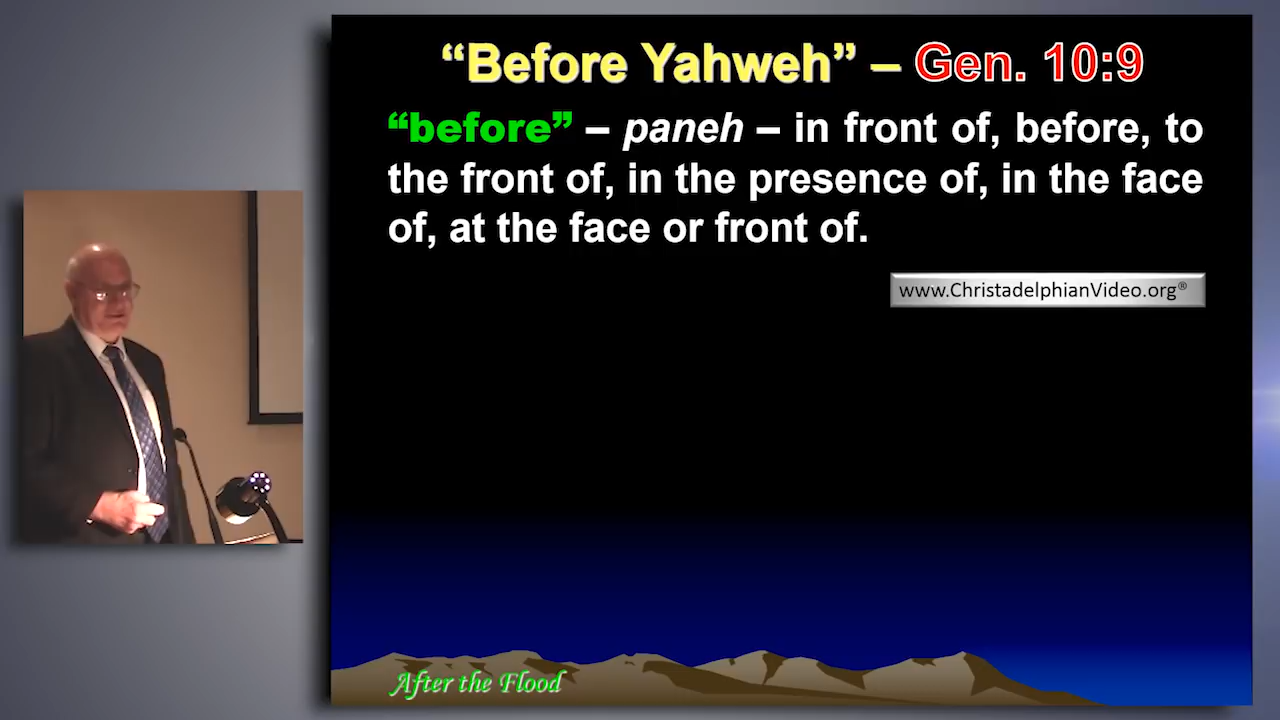 “Before Yahweh” – Gen. 10:9
“before” – paneh – in front of, before, to
the front of, in the presence of, in the face
of, at the face or front of.
www.ChristadelphianVideo.org®
After the Flood